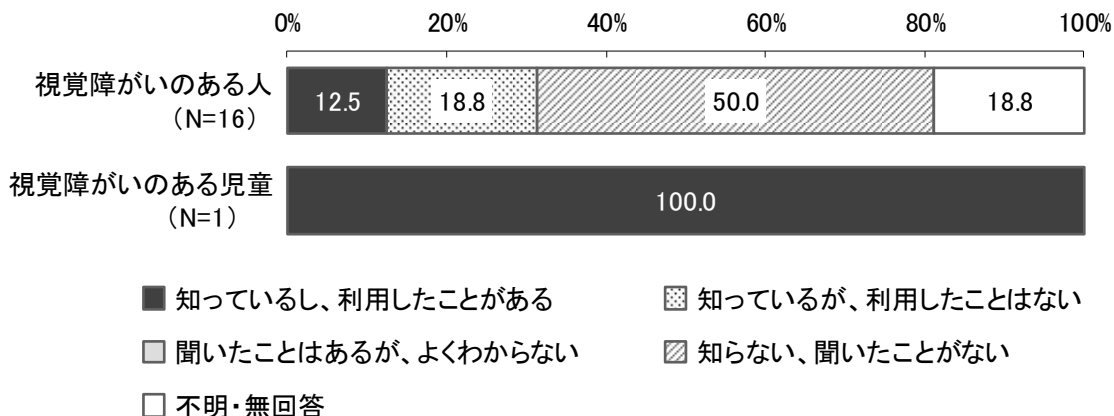 0% 20% 40% 60% 80% 100%
視覚障がいのある人
（N=16）
12.5 18.8 50.0 18.8
視覚障がいのある児童
（N=1）
100.0
知っているし、利用したことがある 知っているが、利用したことはない
聞いたことはあるが、よくわからない 知らない、聞いたことがない
不明・無回答